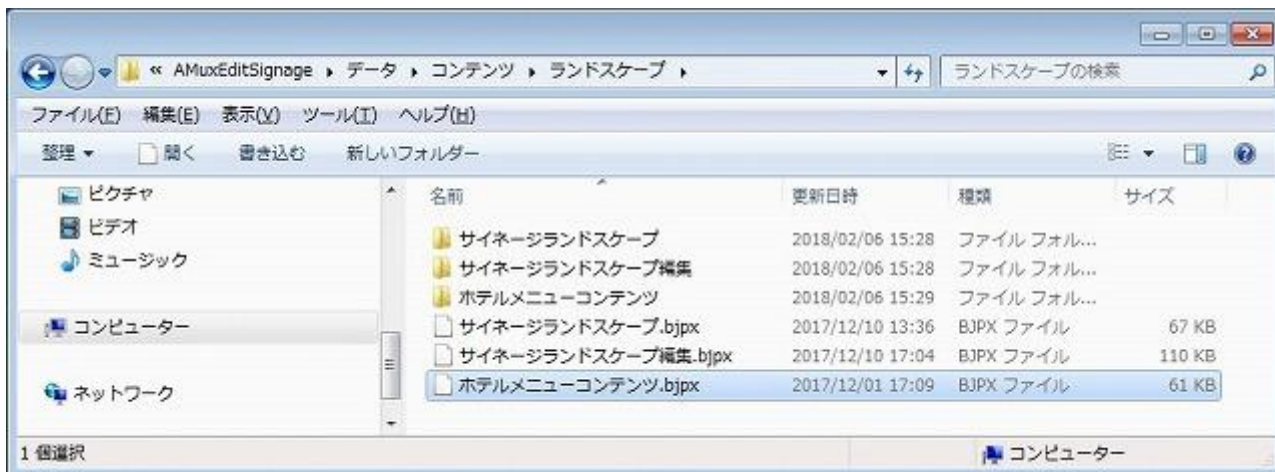 « AMuxEditSignage ▸ データ ▸ コンテンツ ▸ ランドスケープ ▸ ランドスケープの検索
ファイル(F) 編集(E) 表示(V) ツール(T) ヘルプ(H)
整理 開く 書き込む 新しいフォルダー
ピクチャ
ビデオ
ミュージック
コンピューター
ネットワーク
名前 更新日時 種類 サイズ
サイネージランドスケープ 2018/02/06 15:28 ファイル フォル...
サイネージランドスケープ編集 2018/02/06 15:28 ファイル フォル...
ホテルメニューコンテンツ 2018/02/06 15:29 ファイル フォル...
サイネージランドスケープ.bjpx 2017/12/10 13:36 BJPX ファイル 67 KB
サイネージランドスケープ編集.bjpx 2017/12/10 17:04 BJPX ファイル 110 KB
ホテルメニューコンテンツ.bjpx 2017/12/01 17:09 BJPX ファイル 61 KB
1 個選択 コンピューター